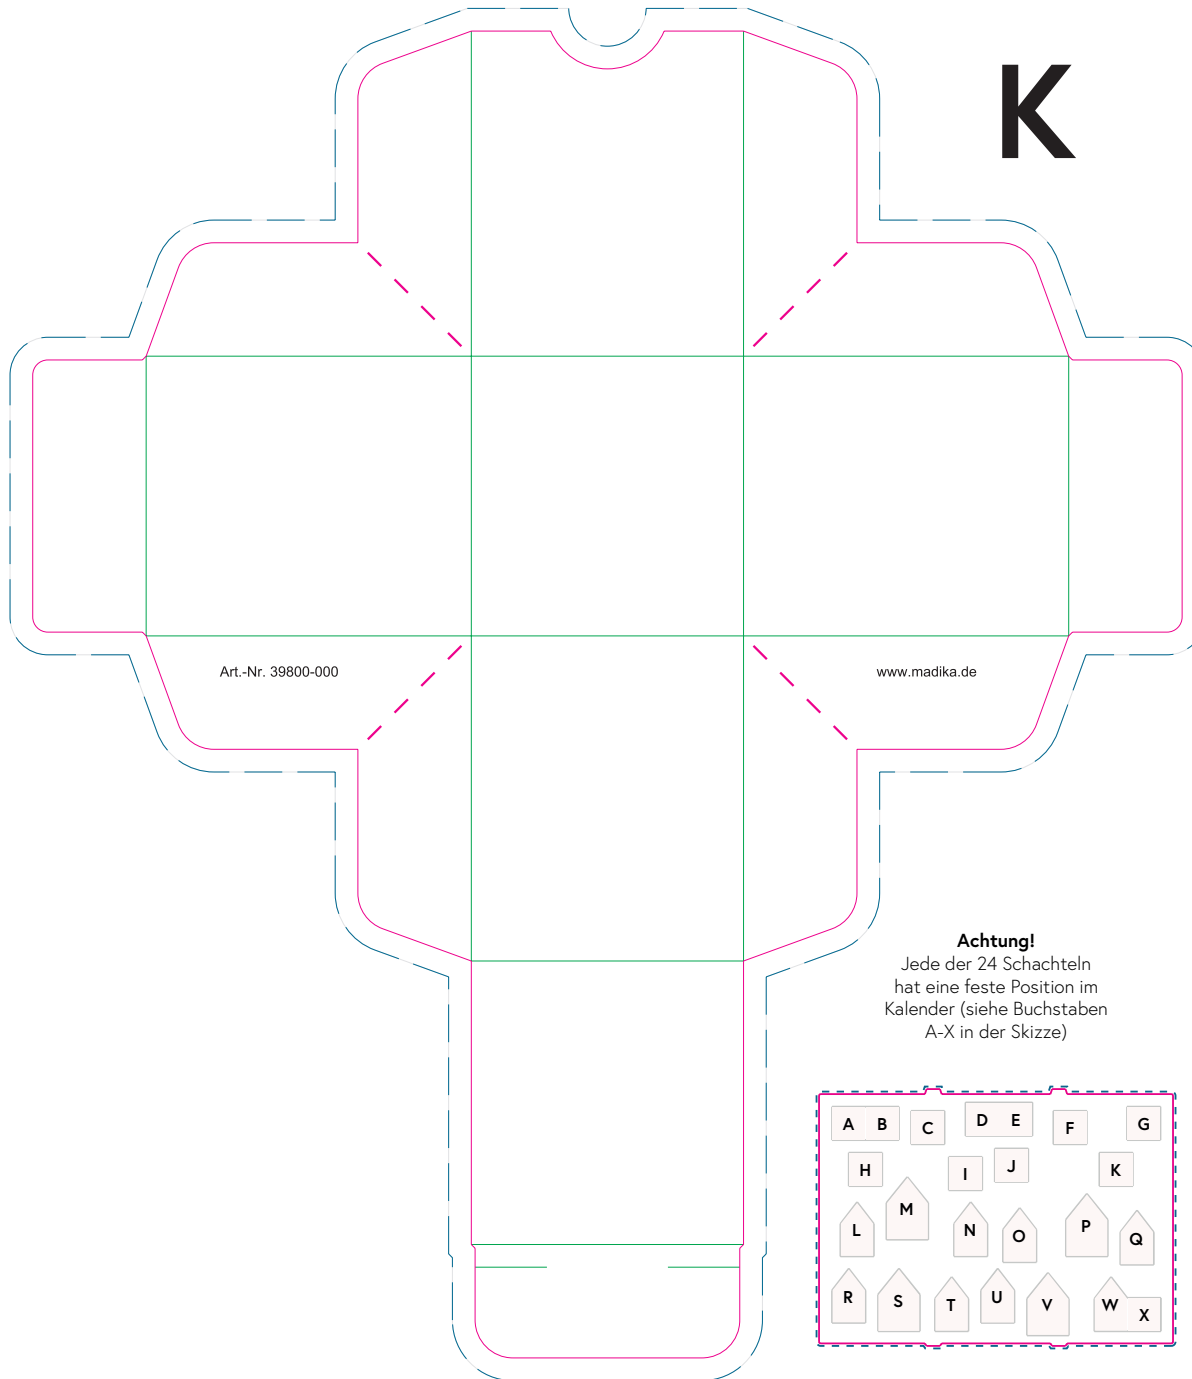 K
Art.-Nr. 39800-000
www.madika.de
Achtung!
Jede der 24 Schachteln
hat eine feste Position im
Kalender (siehe Buchstaben
A-X in der Skizze)
A B C D E F G
H I J K
L M N O P Q
R S T U V W X